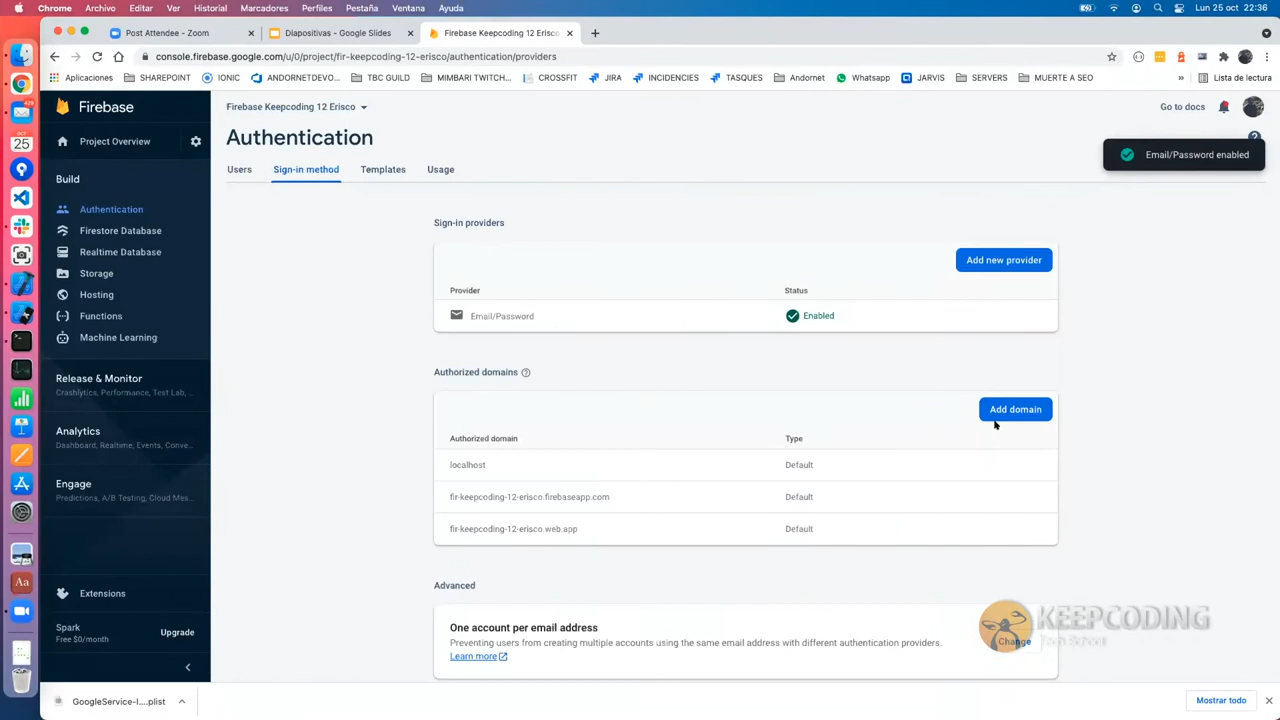 Chrome Archivo Editar Ver Historial Marcadores Perfiles Pestaña Ventana Ayuda Lun 25 oct 22:36
Post Attendee - Zoom Diapositivas - Google Slides Firebase Keepcoding 12 Erisco
console.firebase.google.com/u/0/project/fir-keepcoding-12-erisco/authentication/providers
Aplicaciones SHAREPOINT IONIC ANDORNETDEVO... TBC GUILD MIMBARI TWITCH... CROSSFIT JIRA INCIDENCIES TASQUES Andornet Whatsapp JARVIS SERVERS MUERTE A SEO » Lista de lectura
Firebase
Firebase Keepcoding 12 Erisco
Go to docs
Project Overview
Authentication
Email/Password enabled
Users Sign-in method Templates Usage
Build
Authentication
Firestore Database
Realtime Database
Storage
Hosting
Functions
Machine Learning
Release & Monitor
Crashlytics, Performance, Test Lab, ...
Analytics
Dashboard, Realtime, Events, Conve...
Engage
Predictions, A/B Testing, Cloud Mes...
Extensions
Spark
Free $0/month
Upgrade
Sign-in providers
Add new provider
Provider Status
Email/Password Enabled
Authorized domains
Add domain
Authorized domain Type
localhost Default
fir-keepcoding-12-erisco.firebaseapp.com Default
fir-keepcoding-12-erisco.web.app Default
Advanced
One account per email address
Preventing users from creating multiple accounts using the same email address with different authentication providers.
Learn more
Change
KEEPCODING
Tech School
GoogleService-I....plist
Mostrar todo